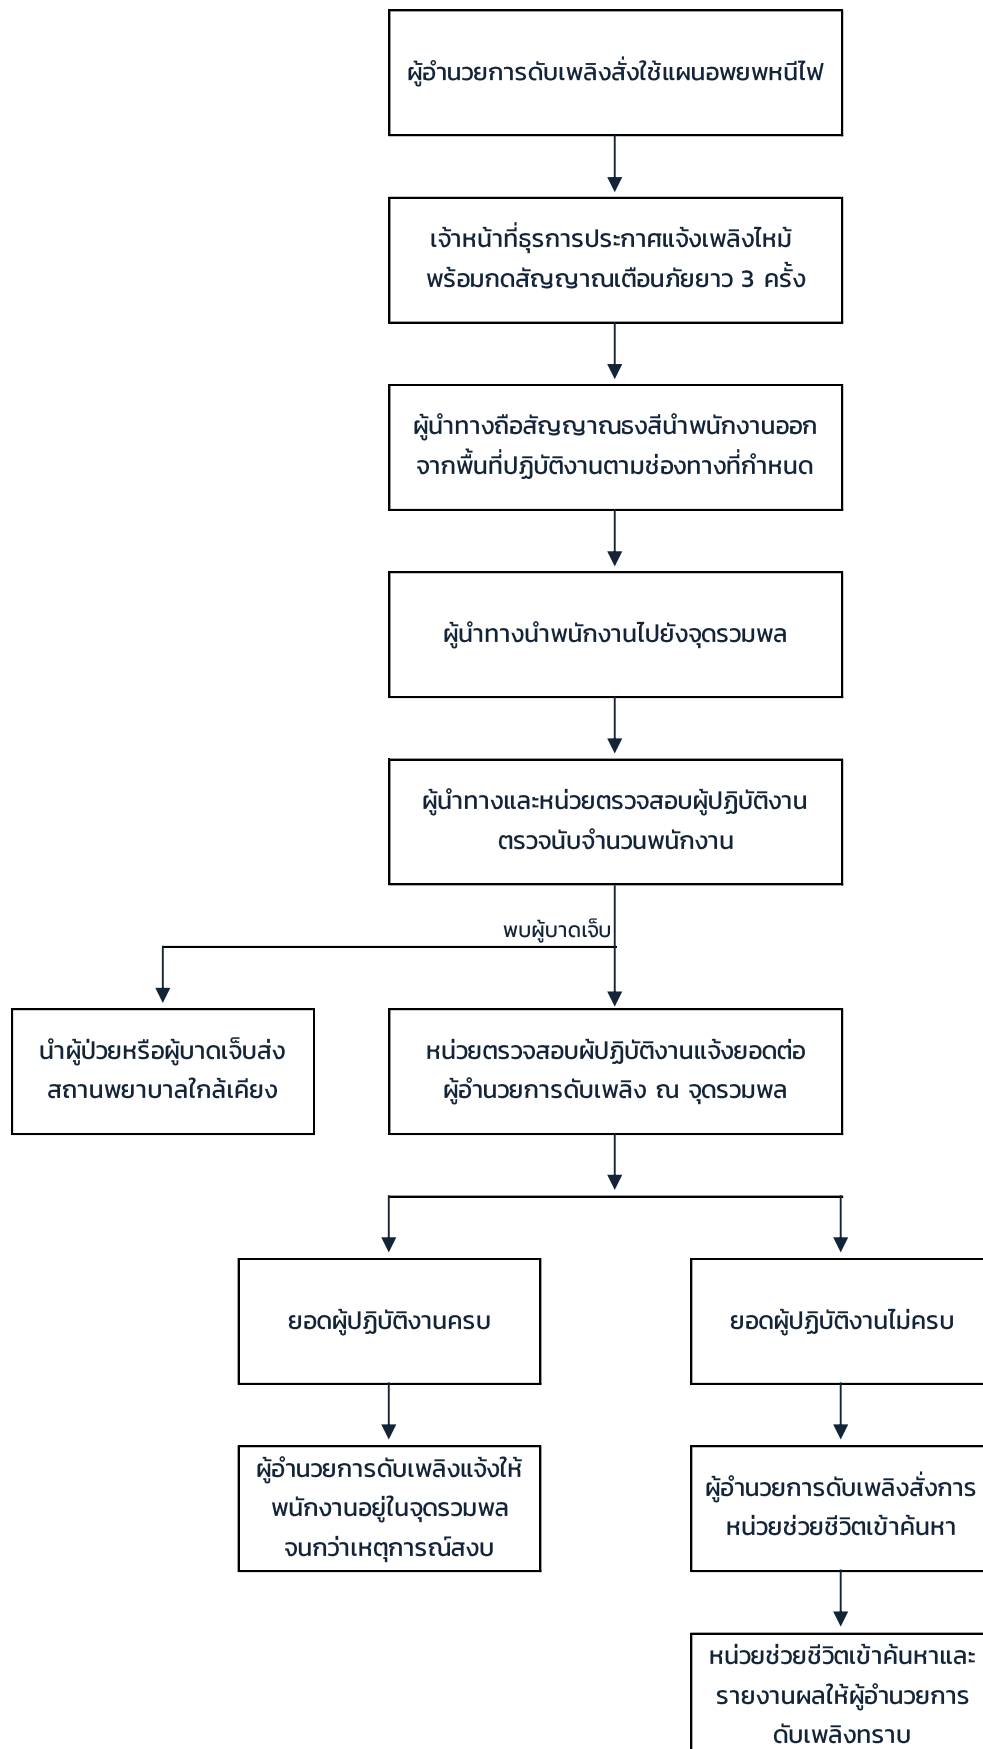 ผู้อำนวยการดับเพลิงสั่งใช้แผนอพยพหนีไฟ
เจ้าหน้าที่ธุรการประกาศแจ้งเพลิงไหม้
พร้อมกดสัญญาณเตือนภัยยาว 3 ครั้ง
ผู้นำทางถือสัญญาณธงสีนำพนักงานออก
จากพื้นที่ปฏิบัติงานตามช่องทางที่กำหนด
ผู้นำทางนำพนักงานไปยังจุดรวมพล
ผู้นำทางและหน่วยตรวจสอบผู้ปฏิบัติงาน
ตรวจนับจำนวนพนักงาน
พบผู้บาดเจ็บ
นำผู้ป่วยหรือผู้บาดเจ็บส่ง
สถานพยาบาลใกล้เคียง
หน่วยตรวจสอบผ้ปฏิบัติงานแจ้งยอดต่อ
ผู้อำนวยการดับเพลิง ณ จุดรวมพล
ยอดผู้ปฏิบัติงานครบ
ยอดผู้ปฏิบัติงานไม่ครบ
ผู้อำนวยการดับเพลิงแจ้งให้
พนักงานอยู่ในจุดรวมพล
จนกว่าเหตุการณ์สงบ
ผู้อำนวยการดับเพลิงสั่งการ
หน่วยช่วยชีวิตเข้าค้นหา
หน่วยช่วยชีวิตเข้าค้นหาและ
รายงานผลให้ผู้อำนวยการ
ดับเพลิงทราบ